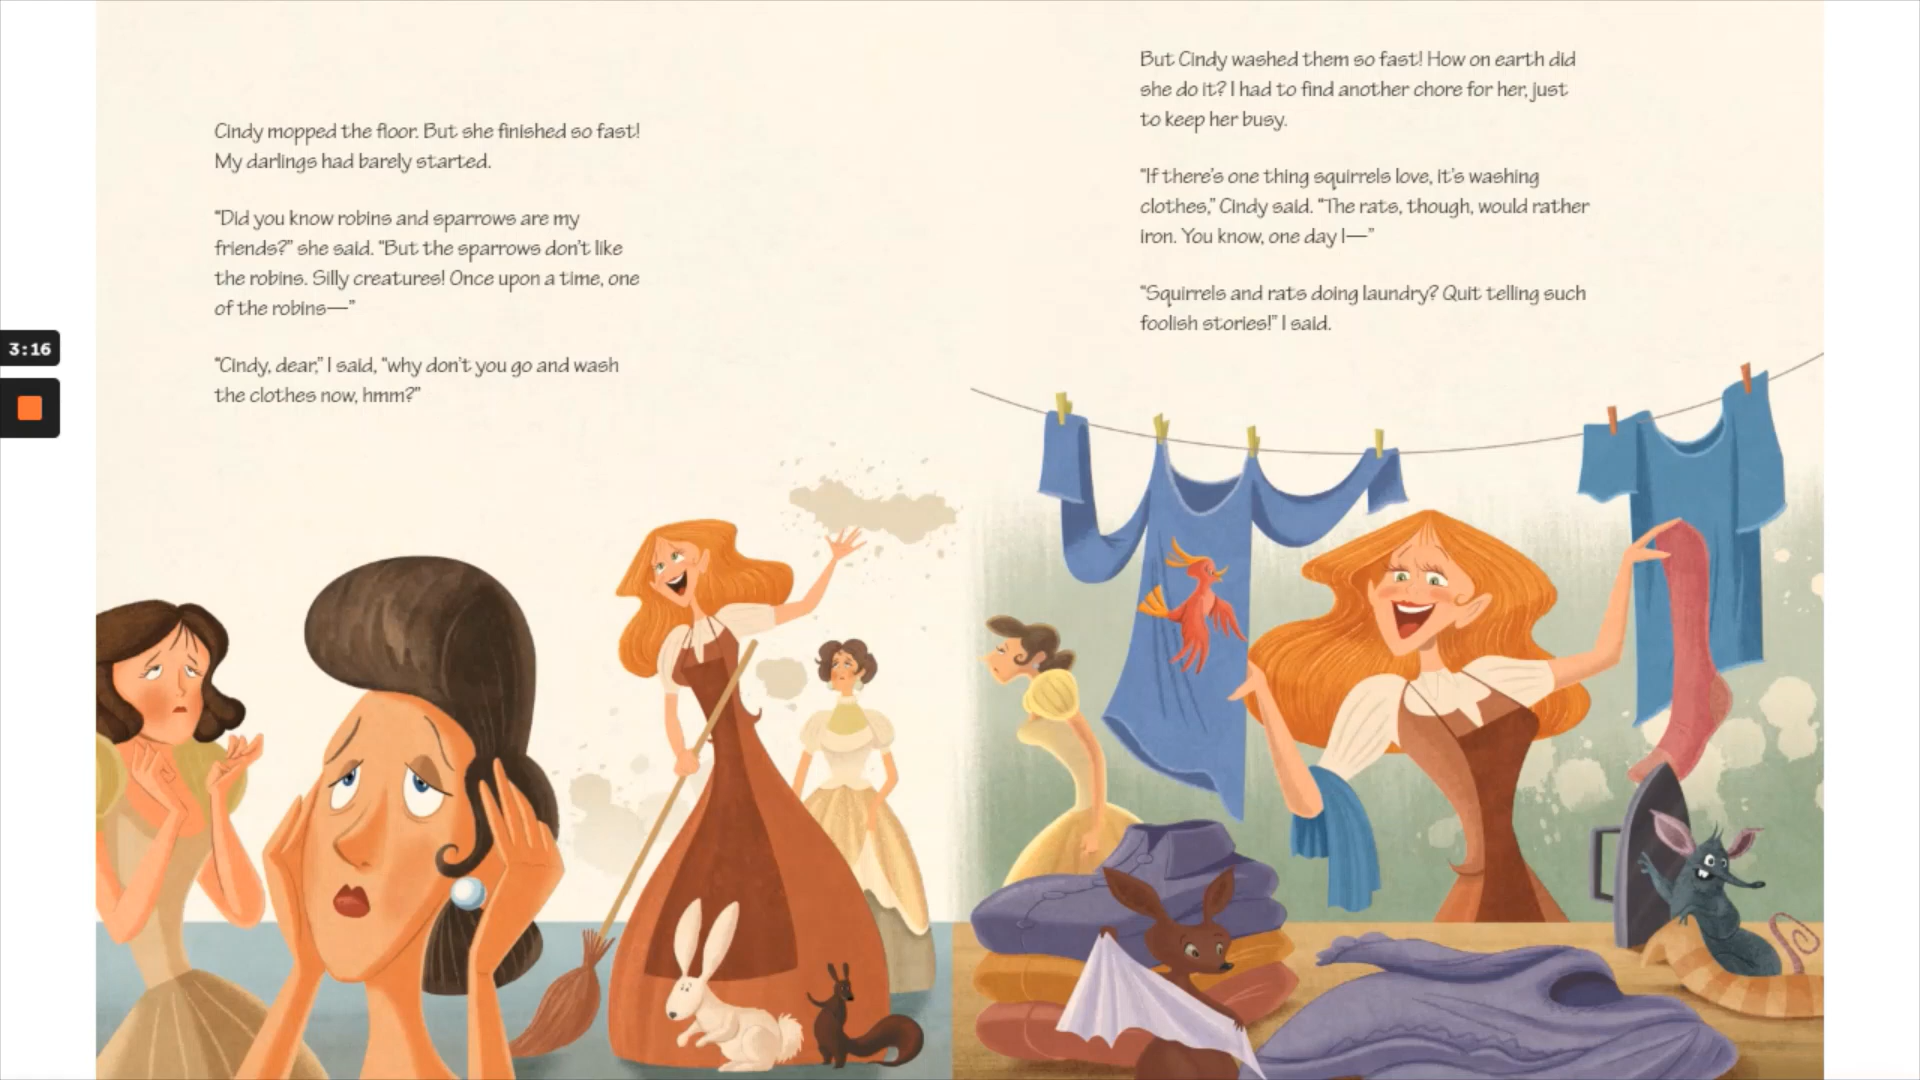 Cindy mopped the floor. But she finished so fast!
My darlings had barely started.
“Did you know robins and sparrows are my
friends?” she said. “But the sparrows don’t like
the robins. Silly creatures! Once upon a time, one
of the robins—”
“Cindy, dear,” I said, “why don’t you go and wash
the clothes now, hmm?”
But Cindy washed them so fast! How on earth did
she do it? I had to find another chore for her, just
to keep her busy.
“If there’s one thing squirrels love, it’s washing
clothes,” Cindy said. “The rats, though, would rather
iron. You know, one day I—”
“Squirrels and rats doing laundry? Quit telling such
foolish stories!” I said.
3:16